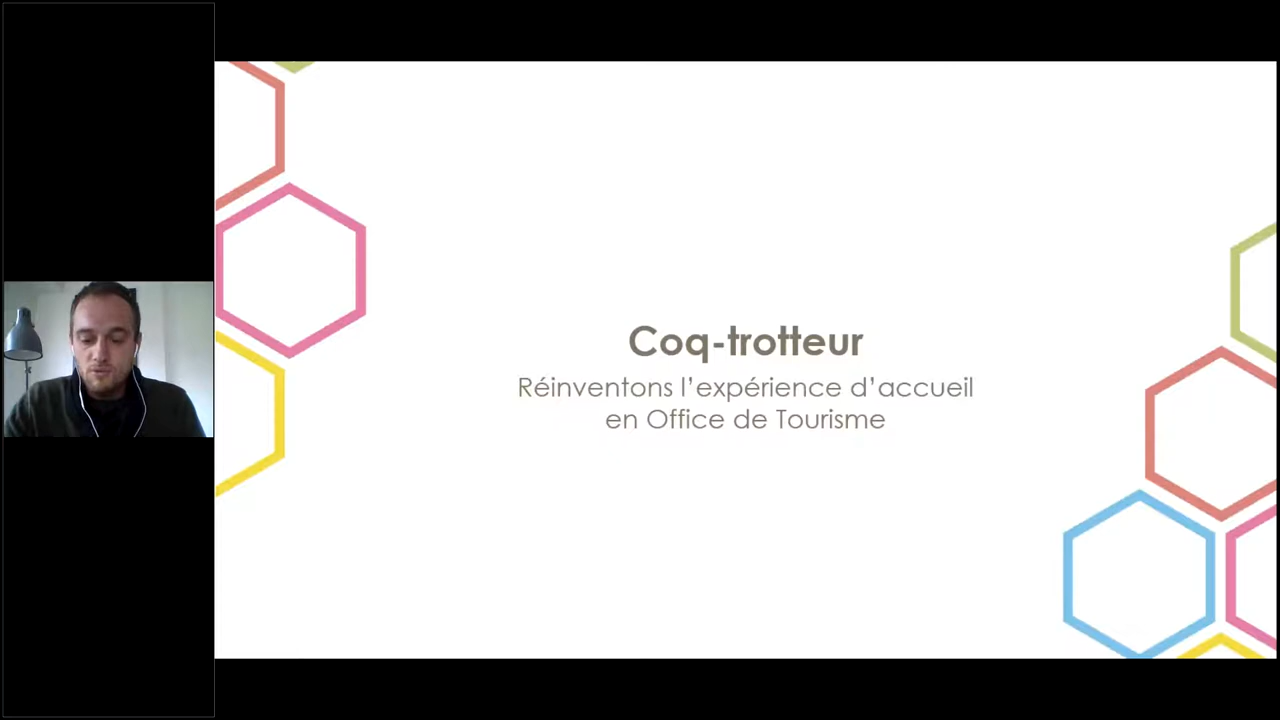 Coq-trotteur
Réinventons l’expérience d’accueil
en Office de Tourisme